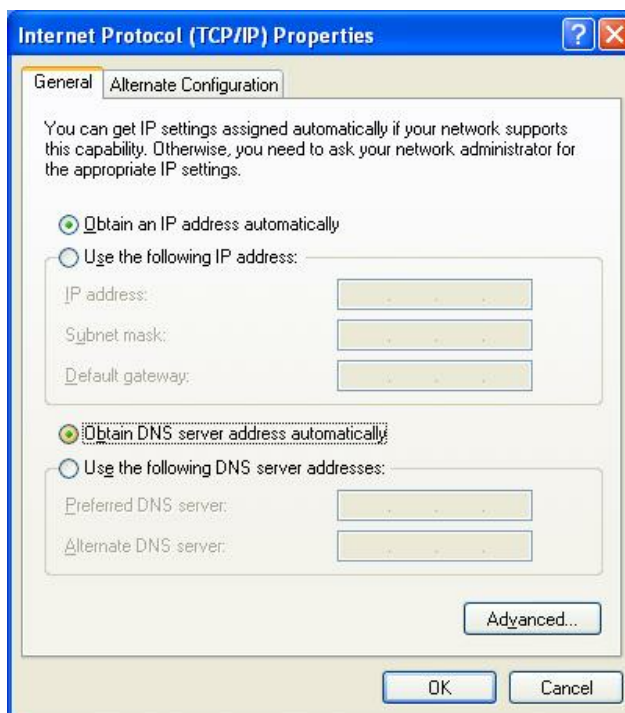 Internet Protocol (TCP/IP) Properties
General
Alternate Configuration
You can get IP settings assigned automatically if your network supports
this capability. Otherwise, you need to ask your network administrator for
the appropriate IP settings.
Obtain an IP address automatically
Use the following IP address:
IP address:
Subnet mask:
Default gateway:
Obtain DNS server address automatically
Use the following DNS server addresses:
Preferred DNS server:
Alternate DNS server:
Advanced...
OK
Cancel